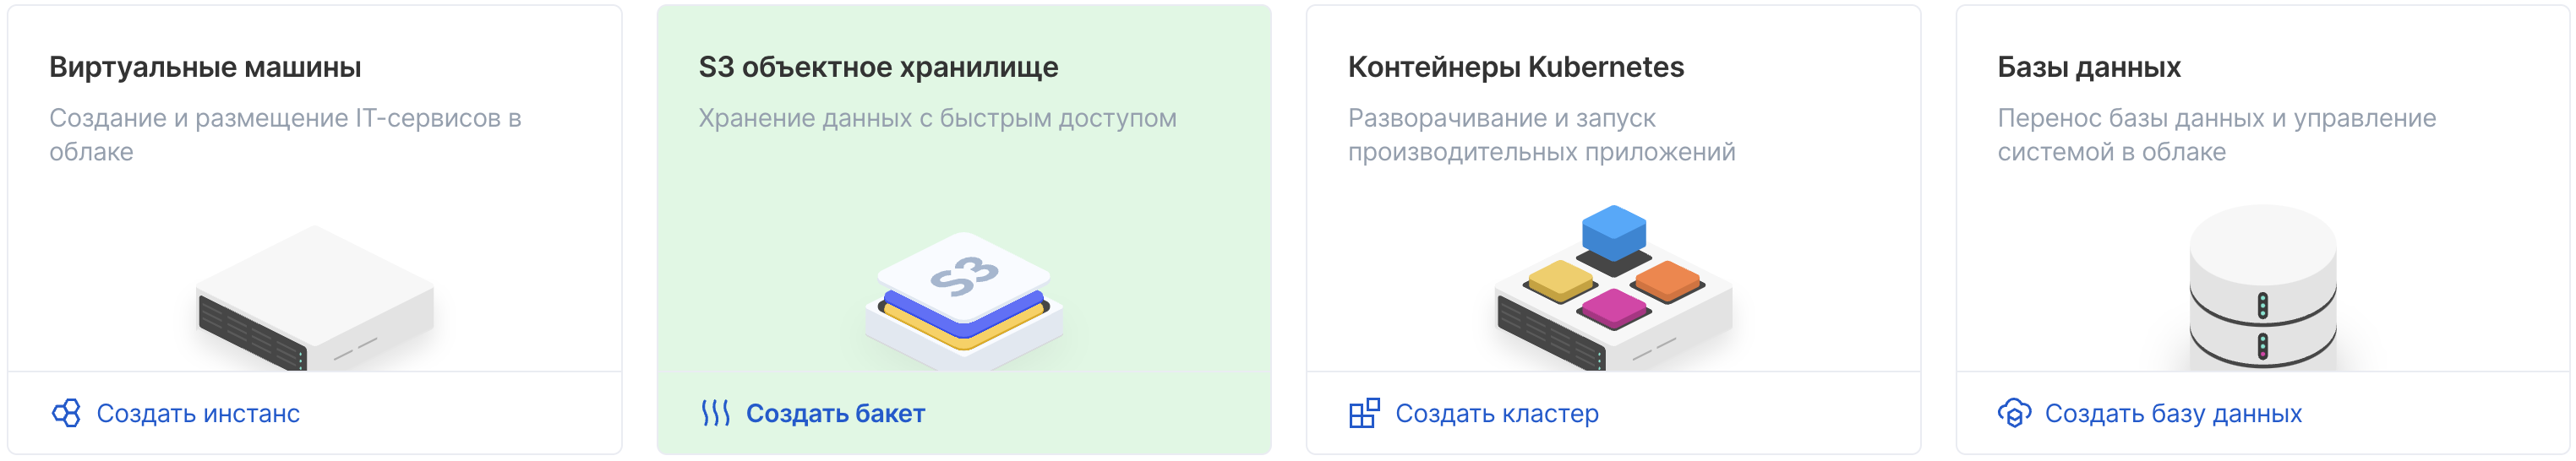 Виртуальные машины
Создание и размещение IT-сервисов в
облаке
Создать инстанс
S3 объектное хранилище
Хранение данных с быстрым доступом
S3
Создать бакет
Контейнеры Kubernetes
Разворачивание и запуск
производительных приложений
Создать кластер
Базы данных
Перенос базы данных и управление
системой в облаке
Создать базу данных